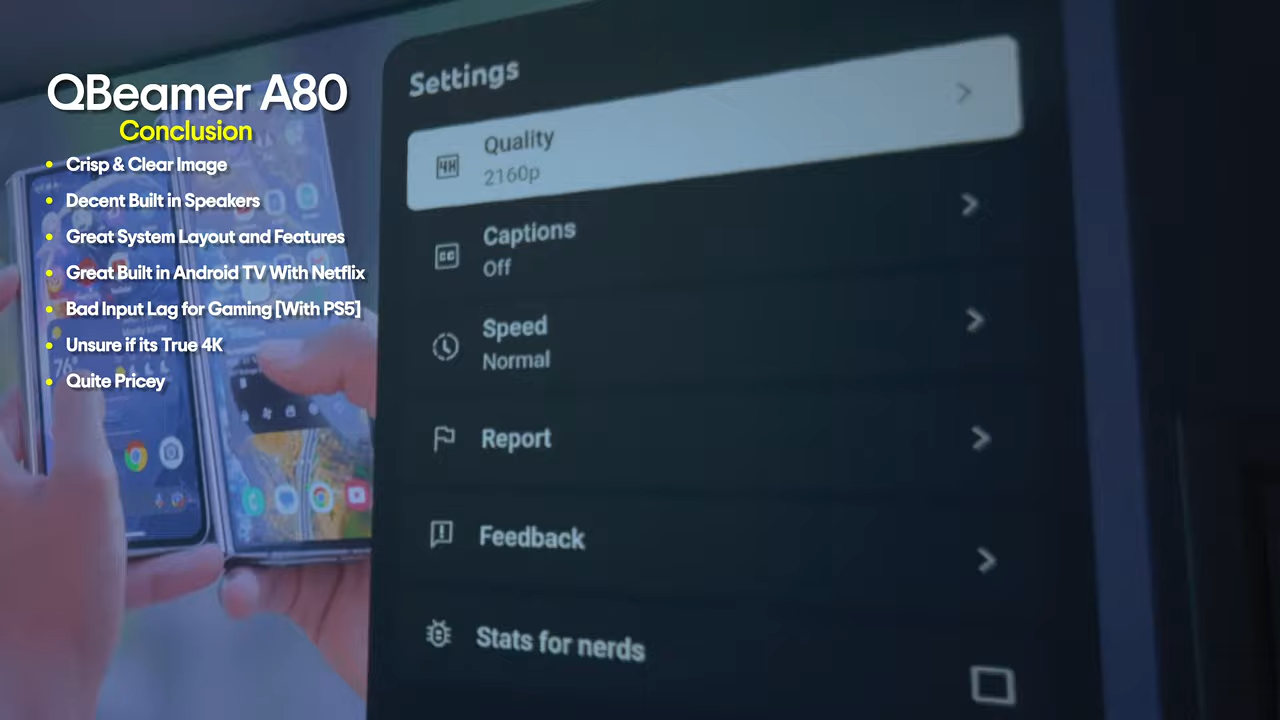 QBeamer A80
Conclusion
Crisp & Clear Image
Decent Built in Speakers
Great System Layout and Features
Great Built in Android TV With Netflix
Bad Input Lag for Gaming [With PS5]
Unsure if its True 4K
Quite Pricey
76°
Settings
Quality
2160p
Captions
Off
Speed
Normal
Report
Feedback
Stats for nerds